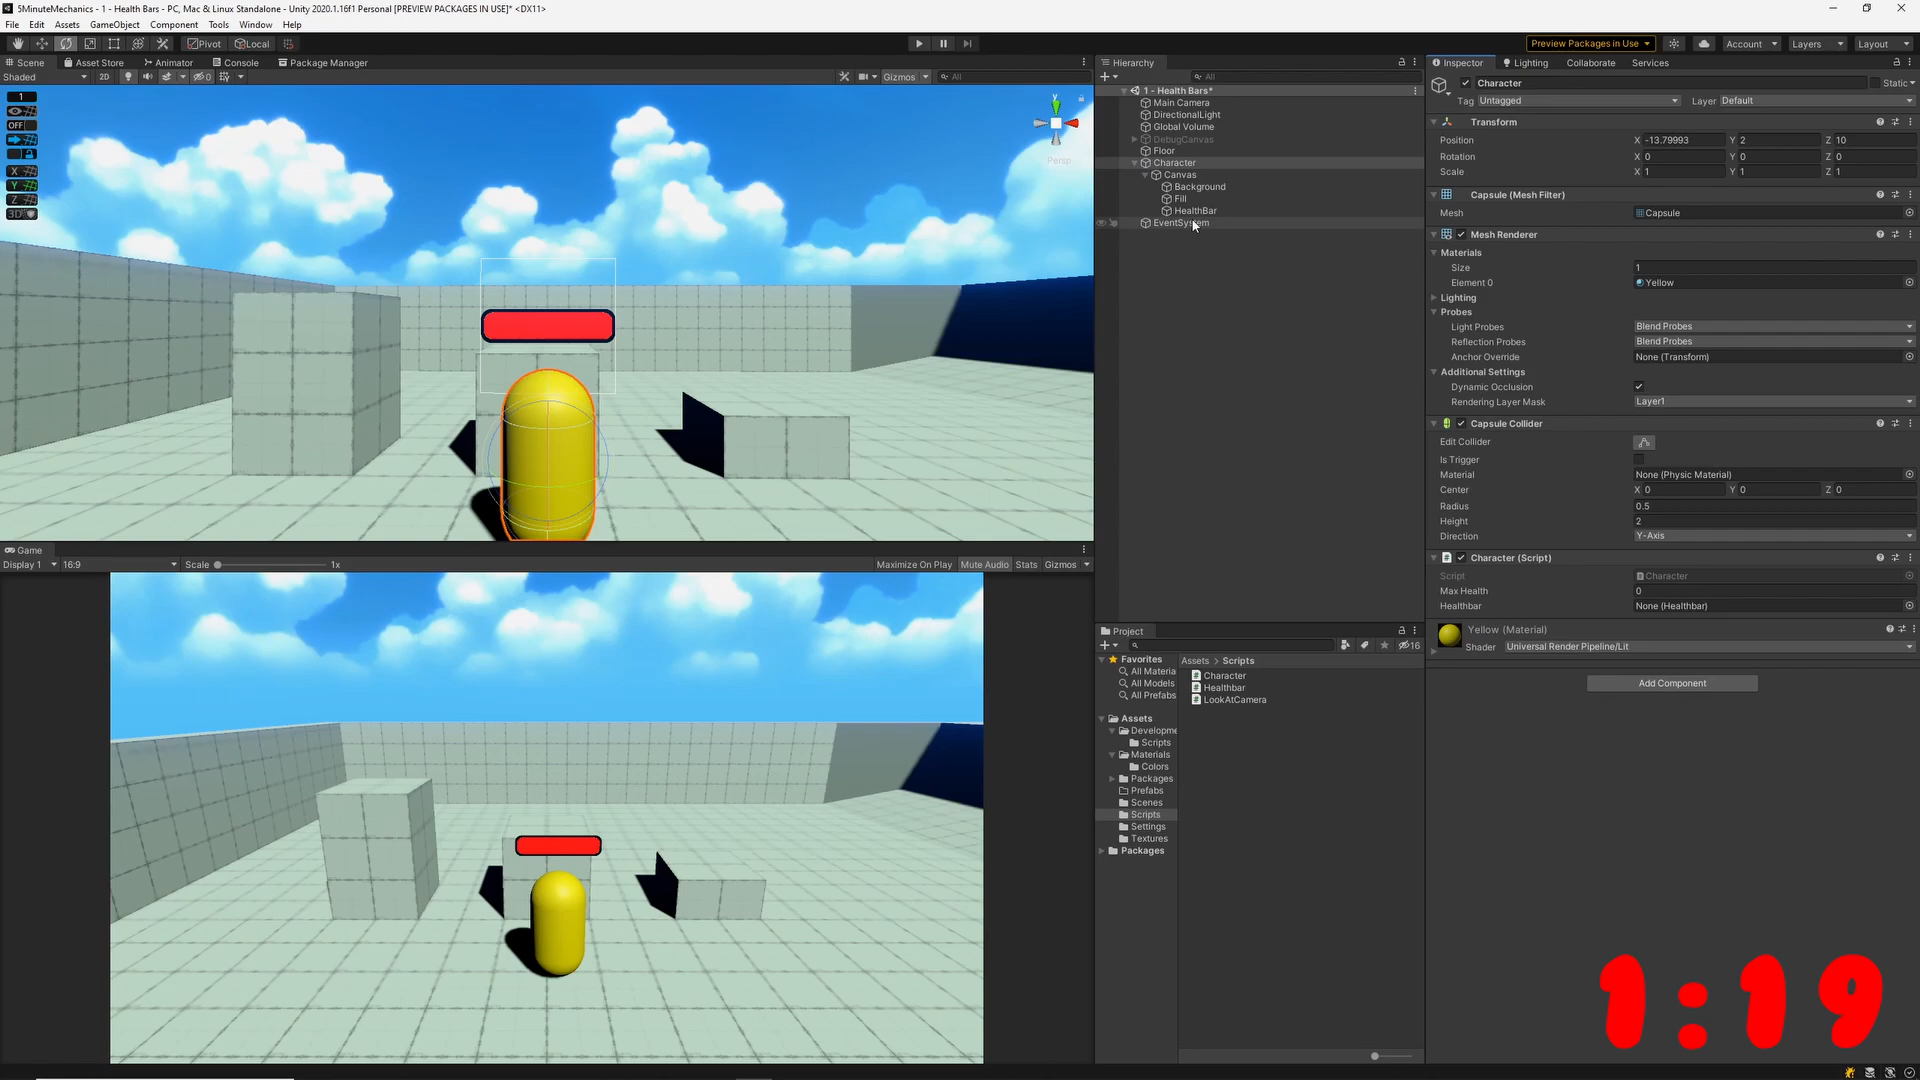 5MinuteMechanics - 1 - Health Bars - PC, Mac & Linux Standalone - Unity 2020.1.16f1 Personal [PREVIEW PACKAGES IN USE]* <DX11>
File Edit Assets GameObject Component Tools Window Help
Pivot Local
Preview Packages in Use Account Layers Layout
Scene Asset Store Animator Console Package Manager
Shaded 2D 0 Gizmos All
1
OFF
X
Y
Z
3D
y
Persp
Game
Display 1 16:9 Scale 1x Maximize On Play Mute Audio Stats Gizmos
Hierarchy
All
1 - Health Bars*
Main Camera
DirectionalLight
Global Volume
DebugCanvas
Floor
Character
Canvas
Background
Fill
HealthBar
EventSystem
Project
16
Favorites
All Materia
All Models
All Prefabs
Assets
Developme
Scripts
Materials
Colors
Packages
Prefabs
Scenes
Scripts
Settings
Textures
Packages
Assets > Scripts
Character
Healthbar
LookAtCamera
Inspector Lighting Collaborate Services
Character Static
Tag Untagged Layer Default
Transform
Position X -13.79993 Y 2 Z 10
Rotation X 0 Y 0 Z 0
Scale X 1 Y 1 Z 1
Capsule (Mesh Filter)
Mesh Capsule
Mesh Renderer
Materials
Size 1
Element 0 Yellow
Lighting
Probes
Light Probes Blend Probes
Reflection Probes Blend Probes
Anchor Override None (Transform)
Additional Settings
Dynamic Occlusion
Rendering Layer Mask Layer1
Capsule Collider
Edit Collider
Is Trigger
Material None (Physic Material)
Center X 0 Y 0 Z 0
Radius 0.5
Height 2
Direction Y-Axis
Character (Script)
Script Character
Max Health 0
Healthbar None (Healthbar)
Yellow (Material)
Shader Universal Render Pipeline/Lit
Add Component
1:19